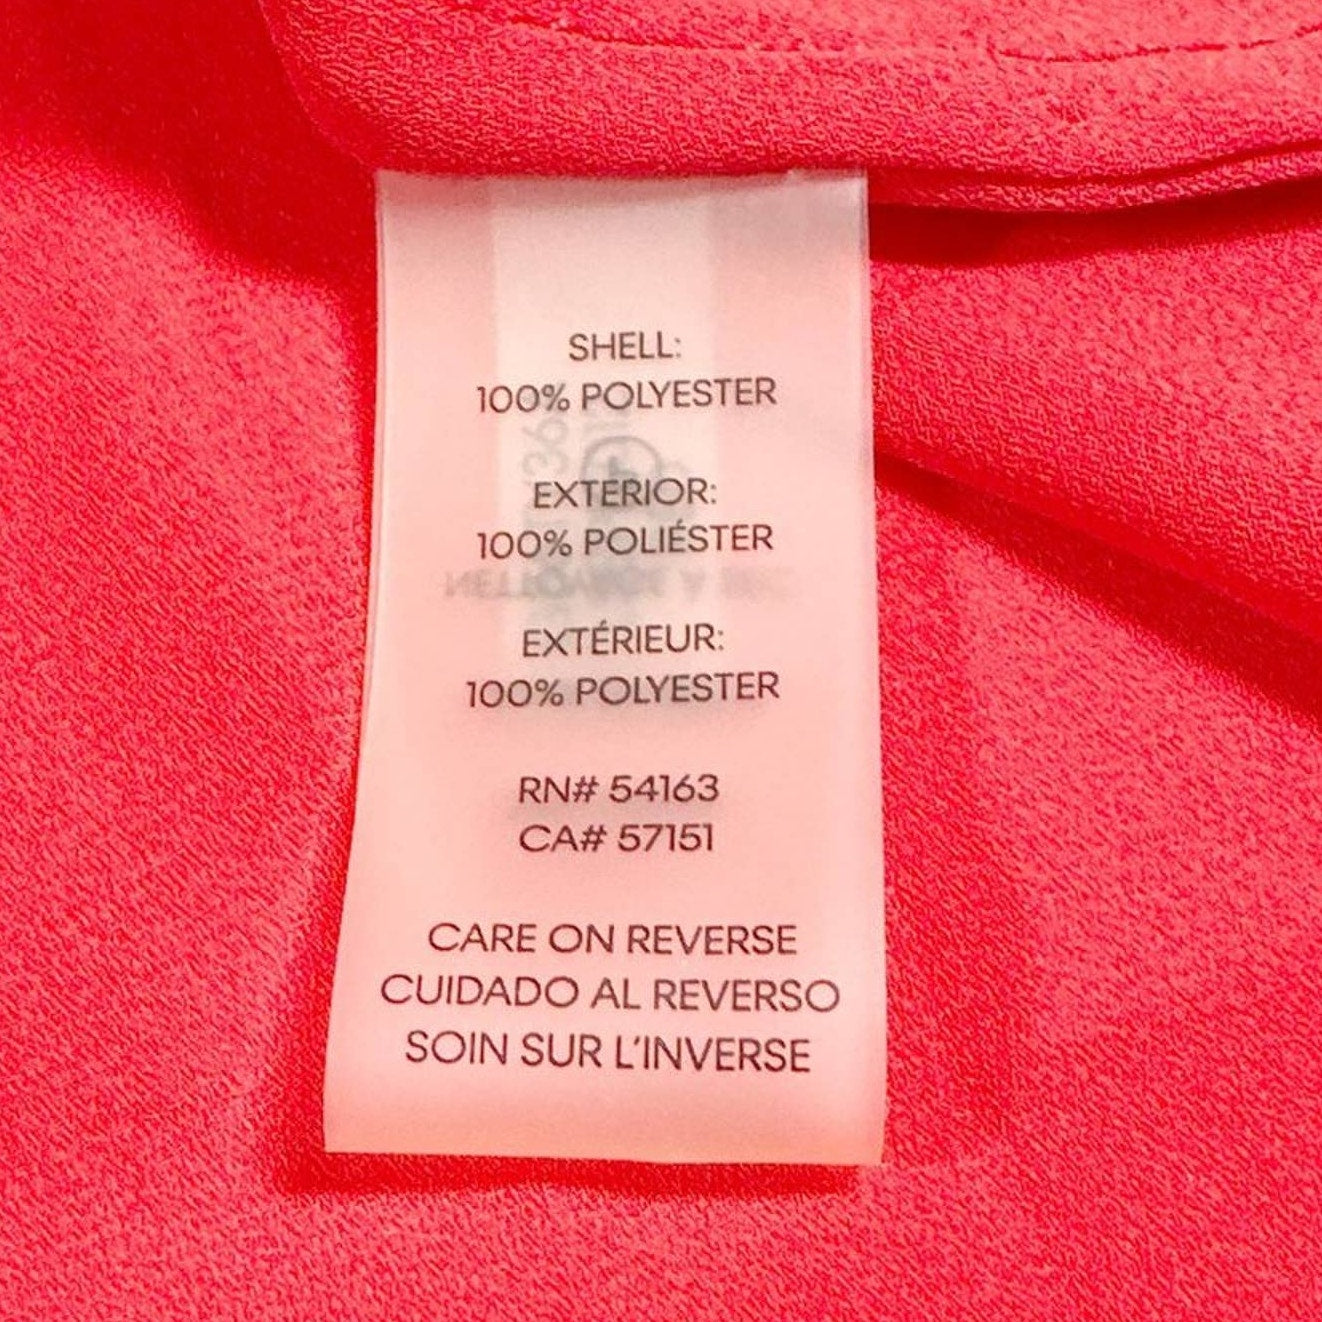 SHELL:
100% POLYESTER
EXTERIOR:
100% POLIÉSTER
EXTÉRIEUR:
100% POLYESTER
RN# 54163
CA# 57151
CARE ON REVERSE
CUIDADO AL REVERSO
SOIN SUR L'INVERSE